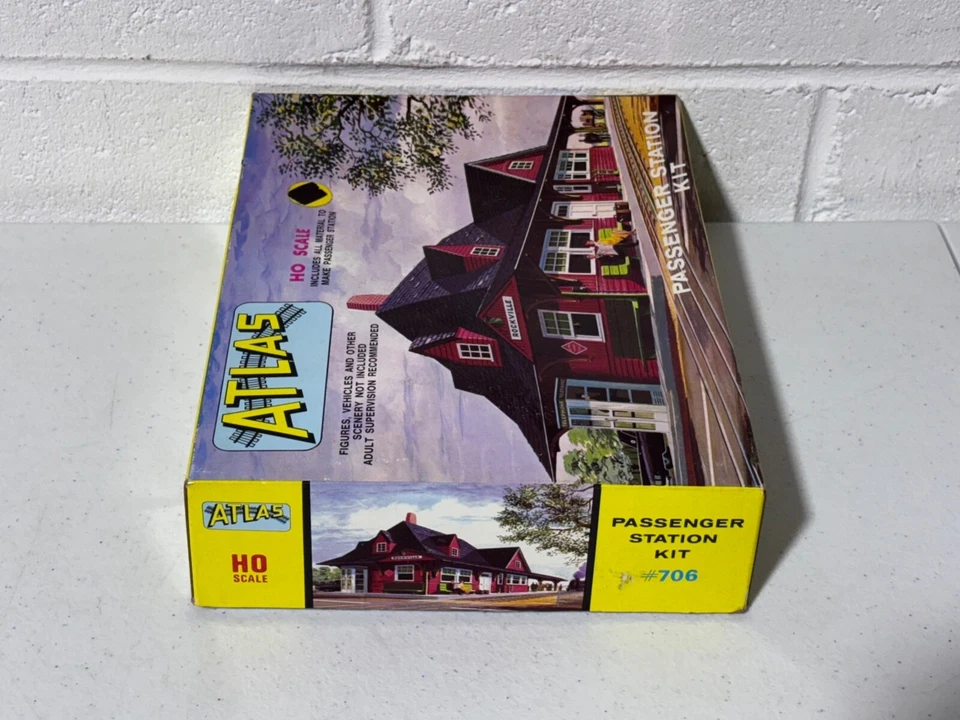 ATLAS
HO SCALE
INCLUDES ALL MATERIAL TO
MAKE PASSENGER STATION
FIGURES, VEHICLES AND OTHER
SCENERY NOT INCLUDED
ADULT SUPERVISION RECOMMENDED
ROCKVILLE
PASSENGER STATION
KIT
ATLAS
HO
SCALE
ROCKVILLE
PASSENGER
STATION
KIT
#706